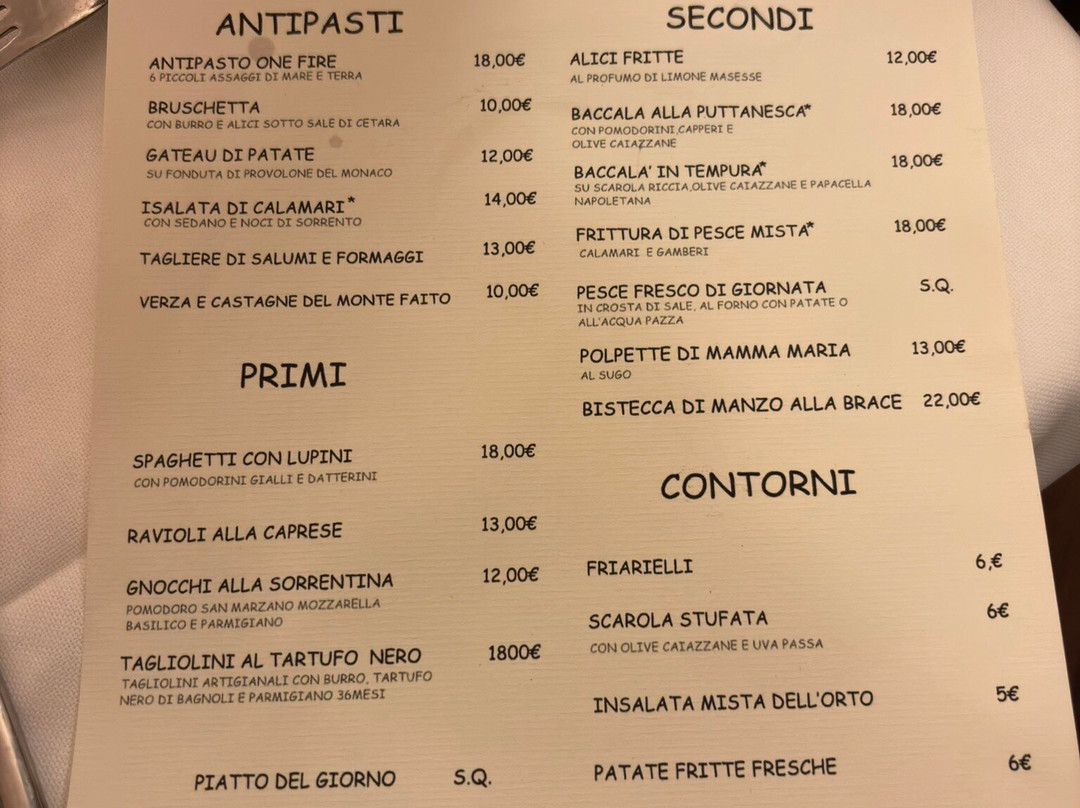 ANTIPASTI
ANTIPASTO ONE FIRE 18,00€
6 PICCOLI ASSAGGI DI MARE E TERRA
BRUSCHETTA 10,00€
CON BURRO E ALICI SOTTO SALE DI CETARA
GATEAU DI PATATE 12,00€
SU FONDUTA DI PROVOLONE DEL MONACO
ISALATA DI CALAMARI* 14,00€
CON SEDANO E NOCI DI SORRENTO
TAGLIERE DI SALUMI E FORMAGGI 13,00€
VERZA E CASTAGNE DEL MONTE FAITO 10,00€
PRIMI
SPAGHETTI CON LUPINI 18,00€
CON POMODORINI GIALLI E DATTERINI
RAVIOLI ALLA CAPRESE 13,00€
GNOCCHI ALLA SORRENTINA 12,00€
POMODORO SAN MARZANO MOZZARELLA
BASILICO E PARMIGIANO
TAGLIOLINI AL TARTUFO NERO 1800€
TAGLIOLINI ARTIGIANALI CON BURRO, TARTUFO
NERO DI BAGNOLI E PARMIGIANO 36MESI
PIATTO DEL GIORNO S.Q.
SECONDI
ALICI FRITTE 12,00€
AL PROFUMO DI LIMONE MASESSE
BACCALA ALLA PUTTANESCA* 18,00€
CON POMODORINI,CAPPERI E
OLIVE CAIAZZANE
BACCALA' IN TEMPURA* 18,00€
SU SCAROLA RICCIA,OLIVE CAIAZZANE E PAPACELLA
NAPOLETANA
FRITTURA DI PESCE MISTA* 18,00€
CALAMARI E GAMBERI
PESCE FRESCO DI GIORNATA S.Q.
IN CROSTA DI SALE, AL FORNO CON PATATE O
ALL'ACQUA PAZZA
POLPETTE DI MAMMA MARIA 13,00€
AL SUGO
BISTECCA DI MANZO ALLA BRACE 22,00€
CONTORNI
FRIARIELLI 6,€
SCAROLA STUFATA 6€
CON OLIVE CAIAZZANE E UVA PASSA
INSALATA MISTA DELL'ORTO 5€
PATATE FRITTE FRESCHE 6€